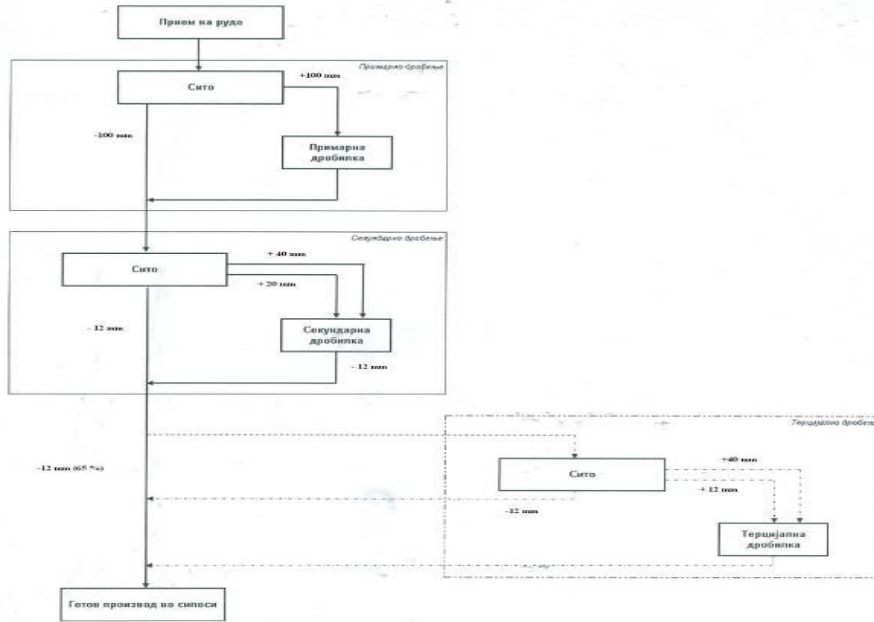 Прием на руда
Примарно дробење
Сито
+100 mm
-100 mm
Примарна
дробилка
Секундарно дробење
Сито
+ 40 mm
+ 20 mm
- 12 mm
Секундарна
дробилка
- 12 mm
Терцијално дробење
-12 mm (65 %)
Сито
+40 mm
+ 12 mm
-12 mm
Терцијална
дробилка
Готов производ во силоси